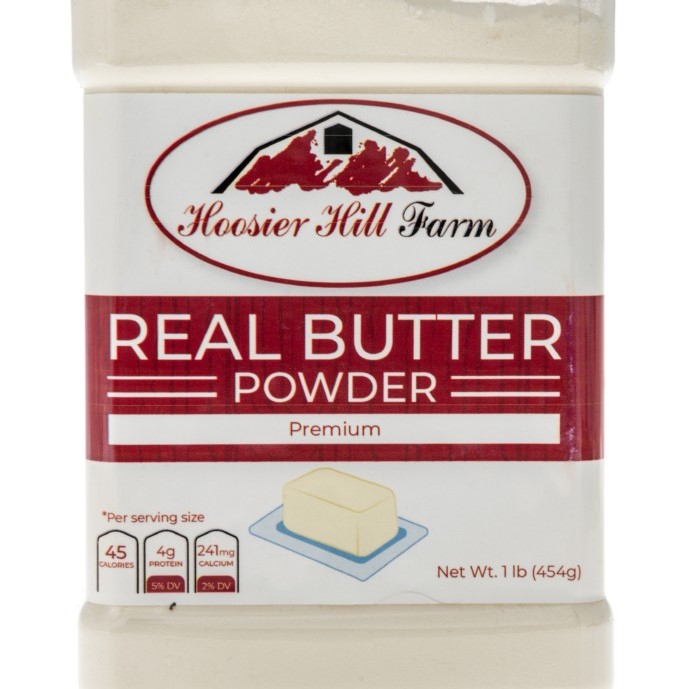 Hoosier Hill Farm
REAL BUTTER
POWDER
Premium
*Per serving size
45
CALORIES
4g
PROTEIN
5% DV
241mg
CALCIUM
2% DV
Net Wt. 1 lb (454g)